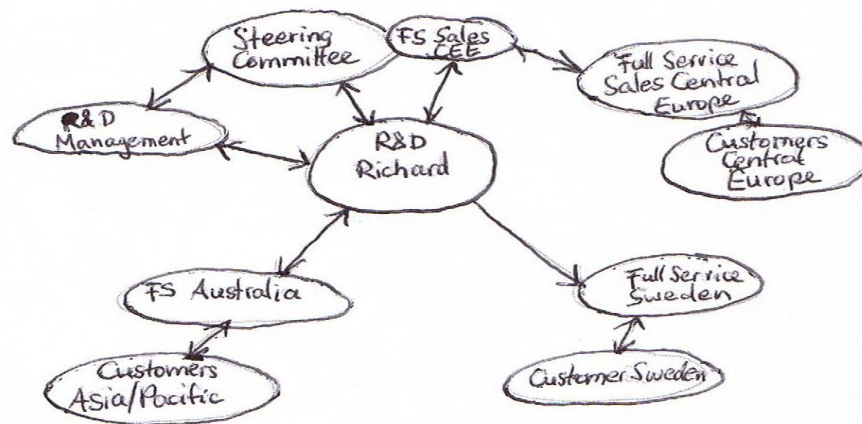 Steering
Committee
FS Sales
CEE
Full Service
Sales Central
Europe
R&D
Management
R&D
Richard
Customers
Central
Europe
FS Australia
Full Service
Sweden
Customers
Asia/Pacific
Customer Sweden